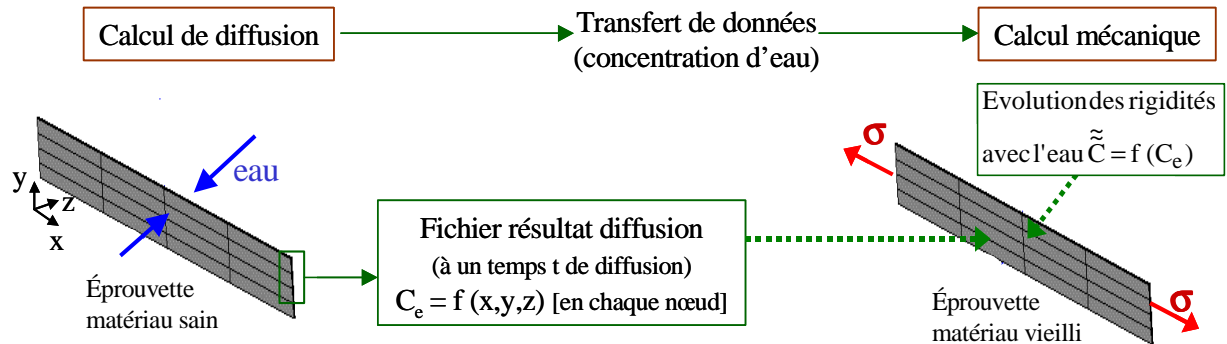 Calcul de diffusion
Transfert de données
(concentration d'eau)
Calcul mécanique
Evolution des rigidités
avec l'eau C̃̃ = f (Cₑ)
σ
eau
y
z
x
Fichier résultat diffusion
(à un temps t de diffusion)
Cₑ = f (x,y,z) [en chaque nœud]
Éprouvette
matériau sain
σ
Éprouvette
matériau vieilli